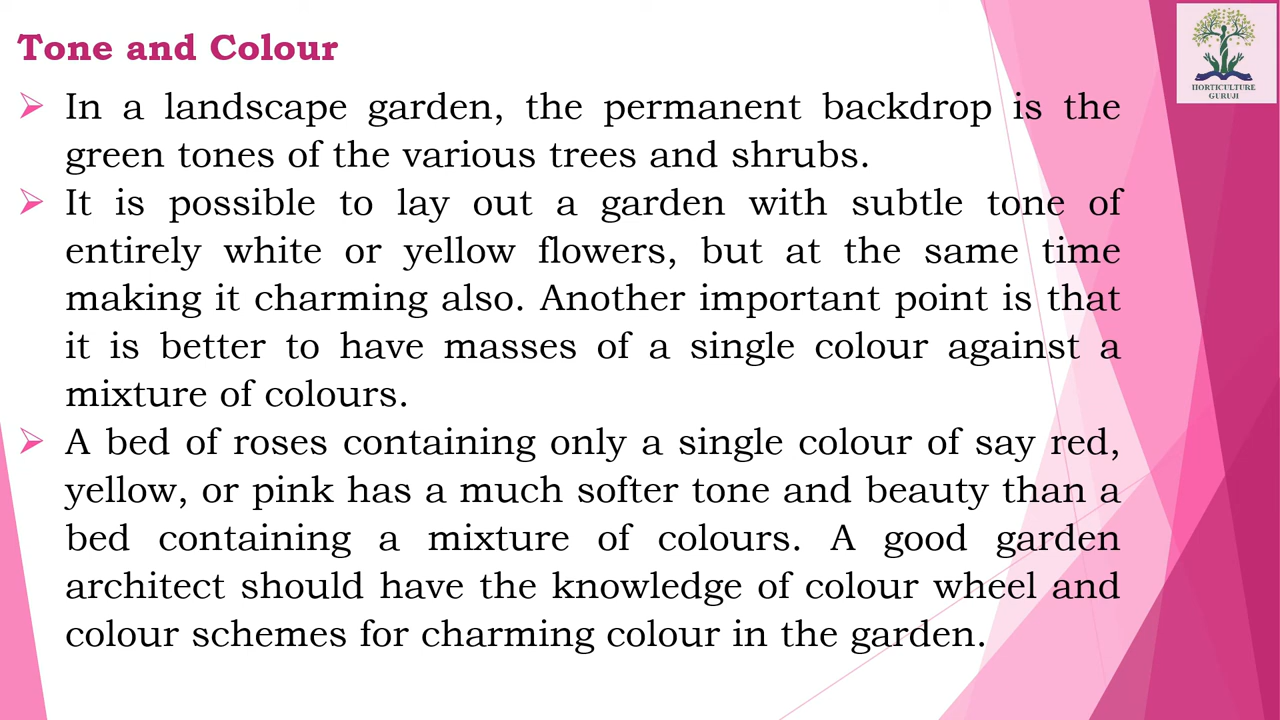 Tone and Colour
HORTICULTURE
GURUJI
➢ In a landscape garden, the permanent backdrop is the
green tones of the various trees and shrubs.
➢ It is possible to lay out a garden with subtle tone of
entirely white or yellow flowers, but at the same time
making it charming also. Another important point is that
it is better to have masses of a single colour against a
mixture of colours.
➢ A bed of roses containing only a single colour of say red,
yellow, or pink has a much softer tone and beauty than a
bed containing a mixture of colours. A good garden
architect should have the knowledge of colour wheel and
colour schemes for charming colour in the garden.